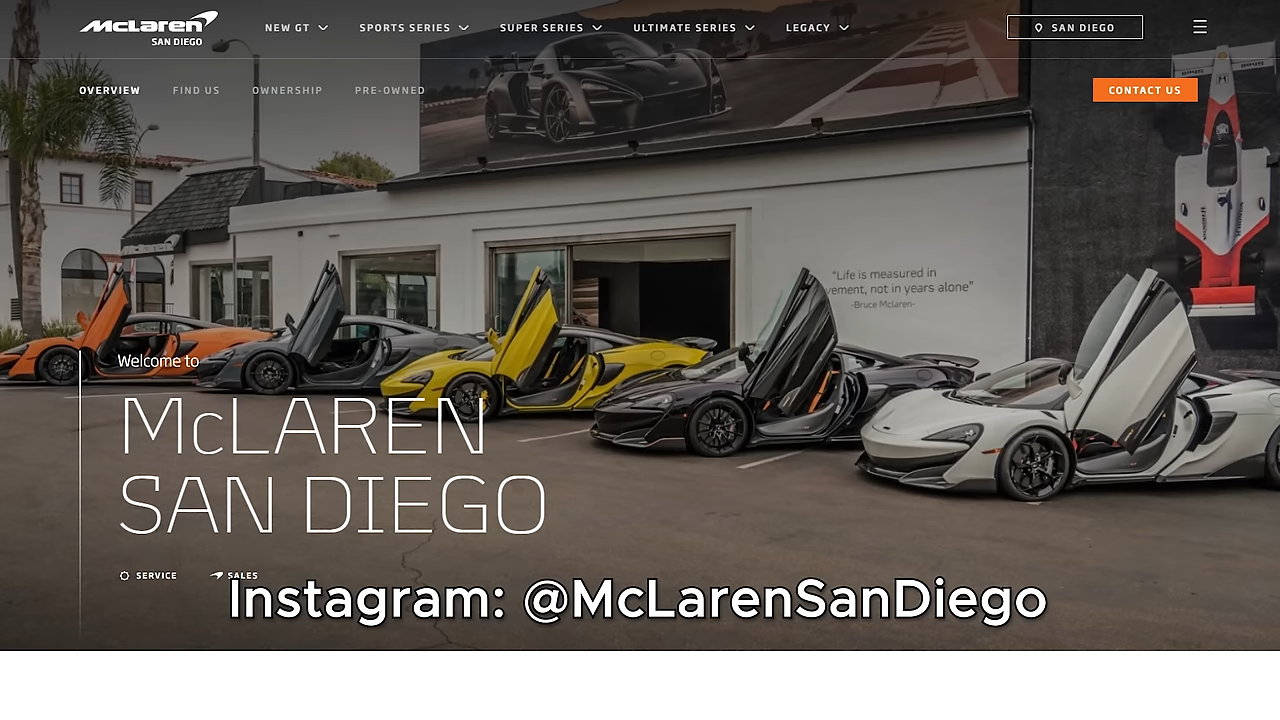 McLaren
SAN DIEGO
NEW GT
SPORTS SERIES
SUPER SERIES
ULTIMATE SERIES
LEGACY
SAN DIEGO
OVERVIEW
FIND US
OWNERSHIP
PRE-OWNED
CONTACT US
“Life is measured in
vement, not in years alone”
-Bruce Mclaren-
Welcome to
McLAREN
SAN DIEGO
SERVICE
SALES
Instagram: @McLarenSanDiego